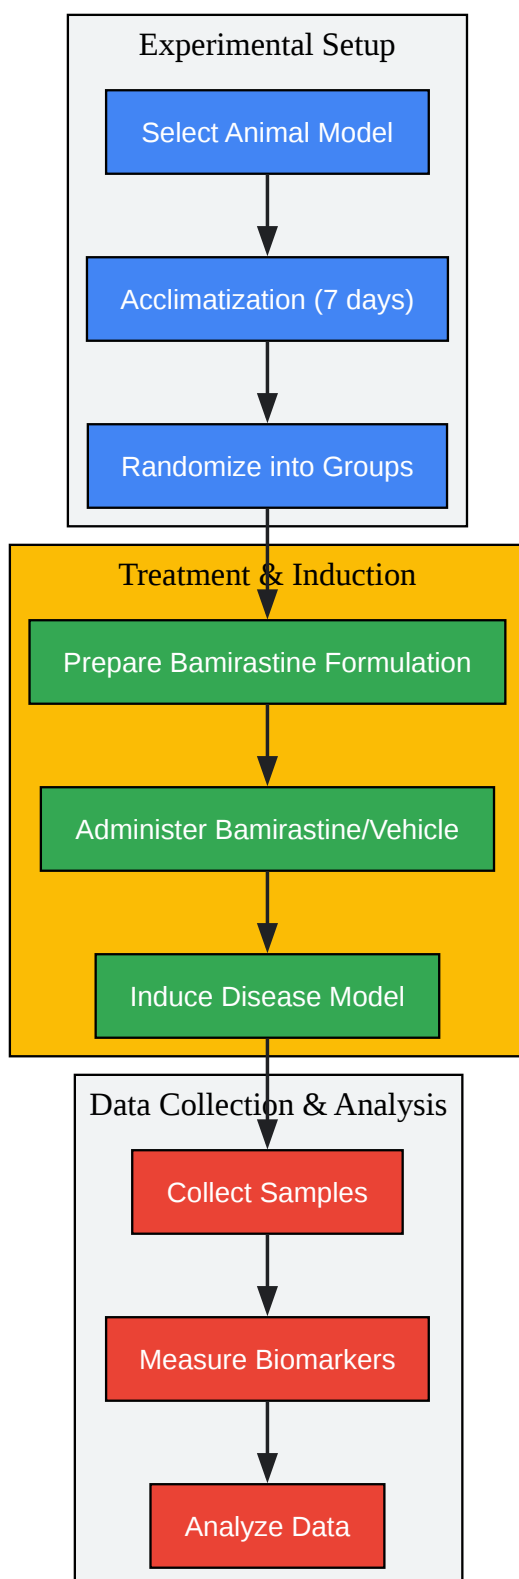 Experimental Setup
Select Animal Model
Acclimatization (7 days)
Randomize into Groups
Treatment & Induction
Prepare Bamirastine Formulation
Administer Bamirastine/Vehicle
Induce Disease Model
Data Collection & Analysis
Collect Samples
Measure Biomarkers
Analyze Data